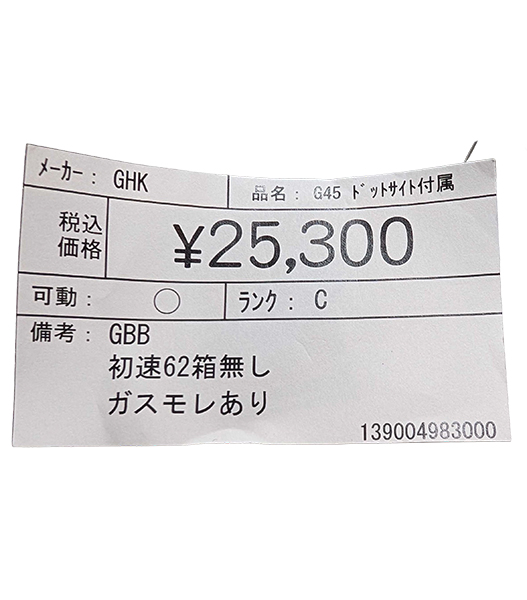 ﾒｰｶｰ： GHK
品名： G45 ﾄﾞｯﾄｻｲﾄ付属
税込
価格
¥25,300
可動： ○
ﾗﾝｸ： C
備考： GBB
初速62箱無し
ガスモレあり
139004983000